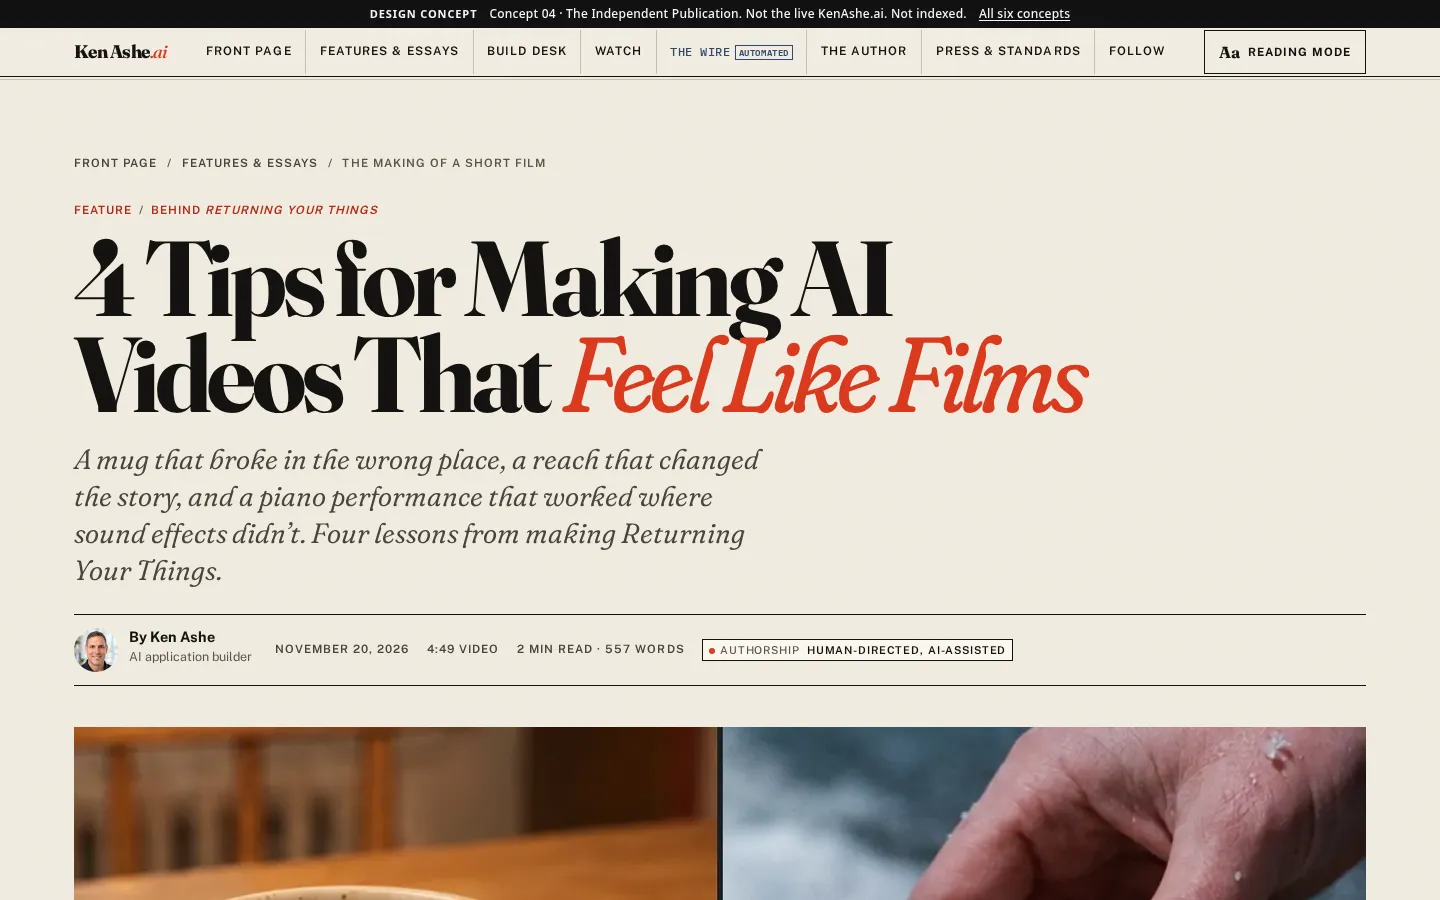 DESIGN CONCEPT Concept 04 · The Independent Publication. Not the live KenAshe.ai. Not indexed. All six concepts
Ken Ashe.ai FRONT PAGE FEATURES & ESSAYS BUILD DESK WATCH THE WIRE AUTOMATED THE AUTHOR PRESS & STANDARDS FOLLOW Aa READING MODE
FRONT PAGE / FEATURES & ESSAYS / THE MAKING OF A SHORT FILM
FEATURE / BEHIND RETURNING YOUR THINGS
4 Tips for Making AI
Videos That Feel Like Films
A mug that broke in the wrong place, a reach that changed
the story, and a piano performance that worked where
sound effects didn’t. Four lessons from making Returning
Your Things.
By Ken Ashe
AI application builder
NOVEMBER 20, 2026 4:49 VIDEO 2 MIN READ · 557 WORDS AUTHORSHIP HUMAN-DIRECTED, AI-ASSISTED